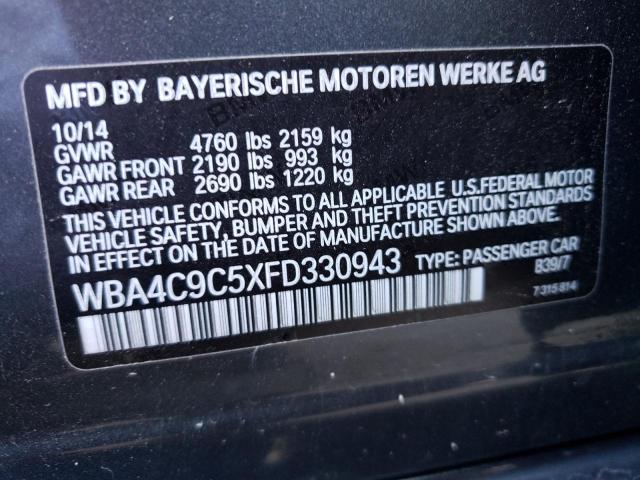 MFD BY BAYERISCHE MOTOREN WERKE AG
10/14
GVWR 4760 lbs 2159 kg
GAWR FRONT 2190 lbs 993 kg
GAWR REAR 2690 lbs 1220 kg
THIS VEHICLE CONFORMS TO ALL APPLICABLE U.S.FEDERAL MOTOR
VEHICLE SAFETY, BUMPER AND THEFT PREVENTION STANDARDS
IN EFFECT ON THE DATE OF MANUFACTURE SHOWN ABOVE.
WBA4C9C5XFD330943 TYPE: PASSENGER CAR
B39/7
7 315 814